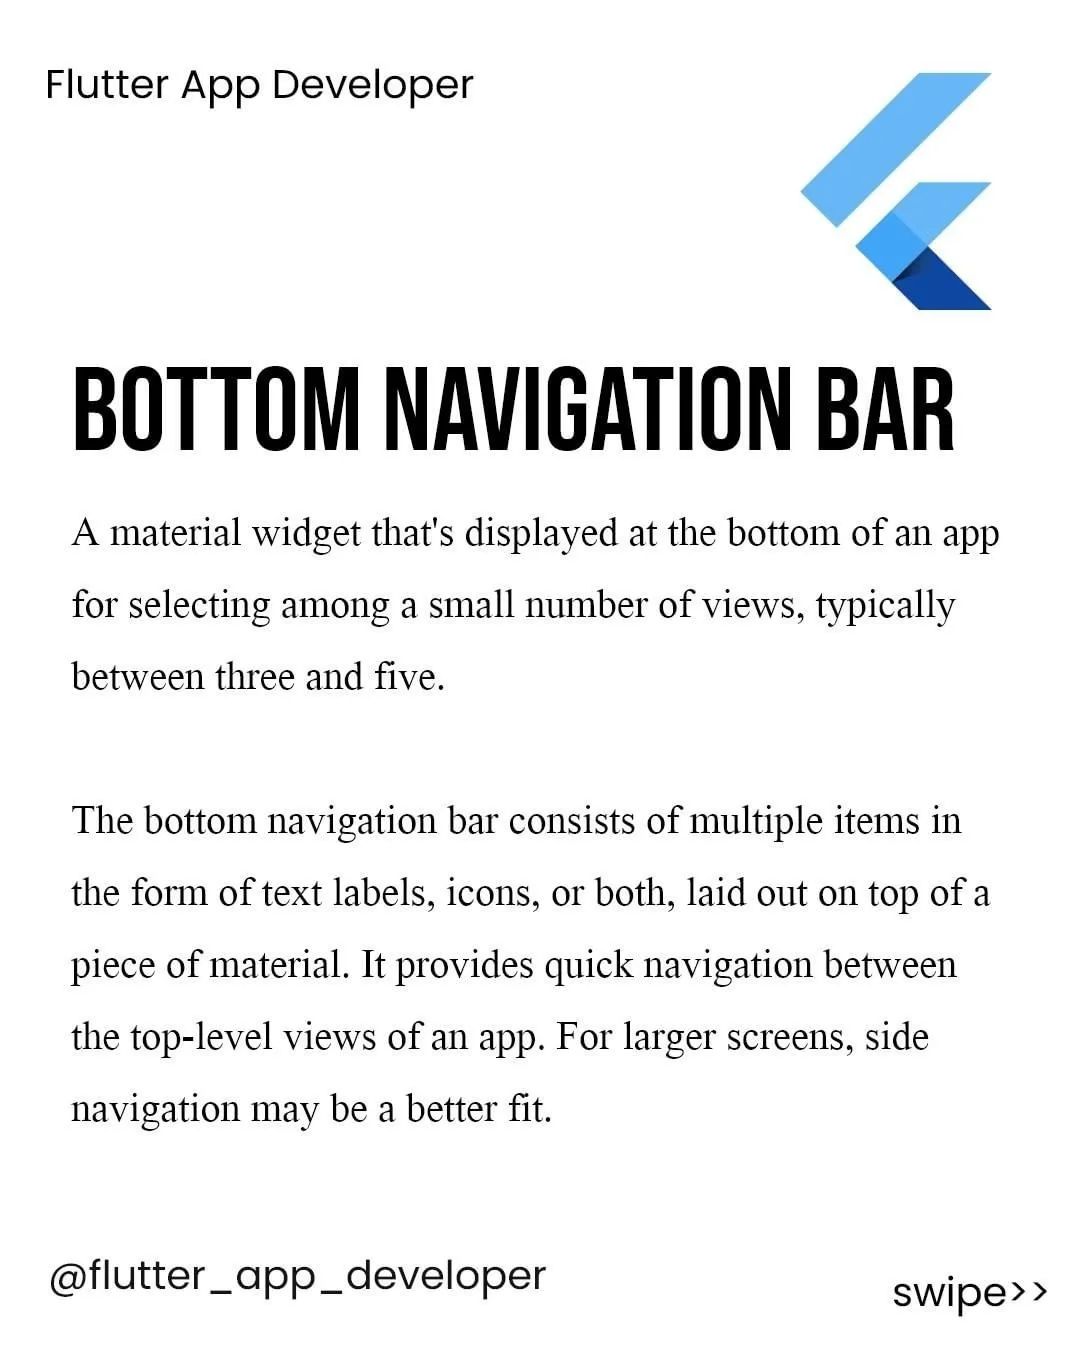 Flutter App Developer
BOTTOM NAVIGATION BAR
A material widget that's displayed at the bottom of an app
for selecting among a small number of views, typically
between three and five.
The bottom navigation bar consists of multiple items in
the form of text labels, icons, or both, laid out on top of a
piece of material. It provides quick navigation between
the top-level views of an app. For larger screens, side
navigation may be a better fit.
@flutter_app_developer
swipe>>